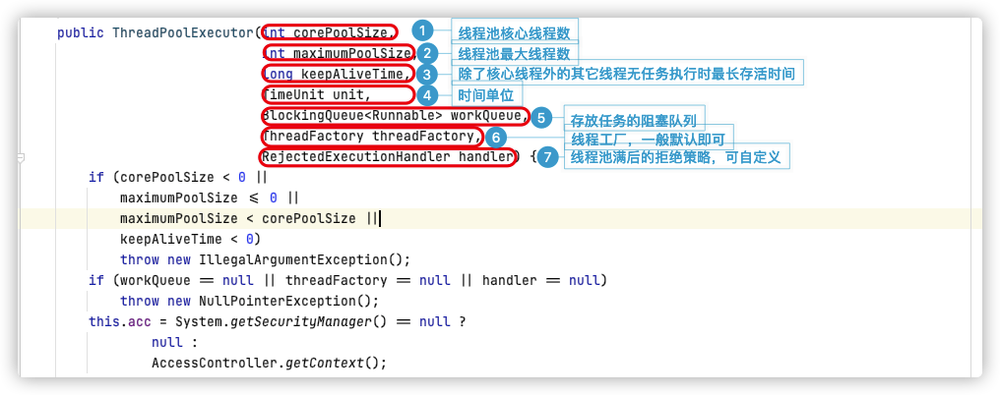 public ThreadPoolExecutor(int corePoolSize, 1 线程池核心线程数
int maximumPoolSize, 2 线程池最大线程数
long keepAliveTime, 3 除了核心线程外的其它线程无任务执行时最长存活时间
TimeUnit unit, 4 时间单位
BlockingQueue<Runnable> workQueue, 5 存放任务的阻塞队列
ThreadFactory threadFactory, 6 线程工厂，一般默认即可
RejectedExecutionHandler handler) { 7 线程池满后的拒绝策略，可自定义
if (corePoolSize < 0 ||
maximumPoolSize <= 0 ||
maximumPoolSize < corePoolSize ||
keepAliveTime < 0)
throw new IllegalArgumentException();
if (workQueue == null || threadFactory == null || handler == null)
throw new NullPointerException();
this.acc = System.getSecurityManager() == null ?
null :
AccessController.getContext();